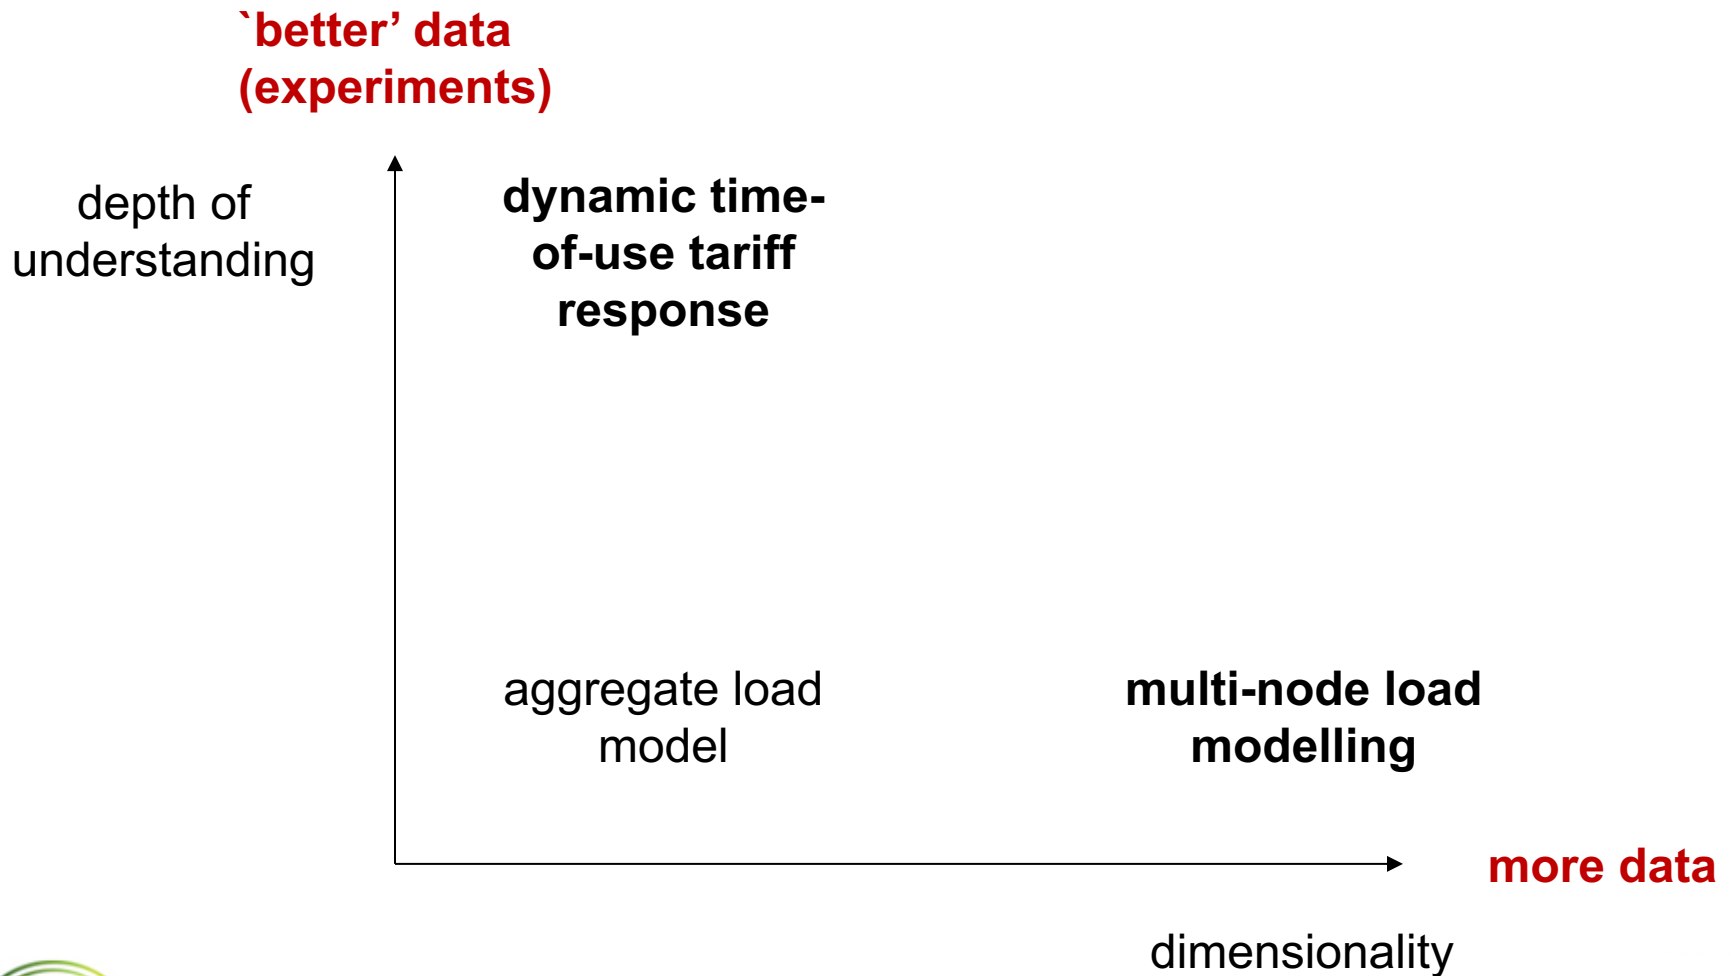 `better’ data
(experiments)
depth of
understanding
dynamic time-
of-use tariff
response
aggregate load
model
multi-node load
modelling
more data
dimensionality